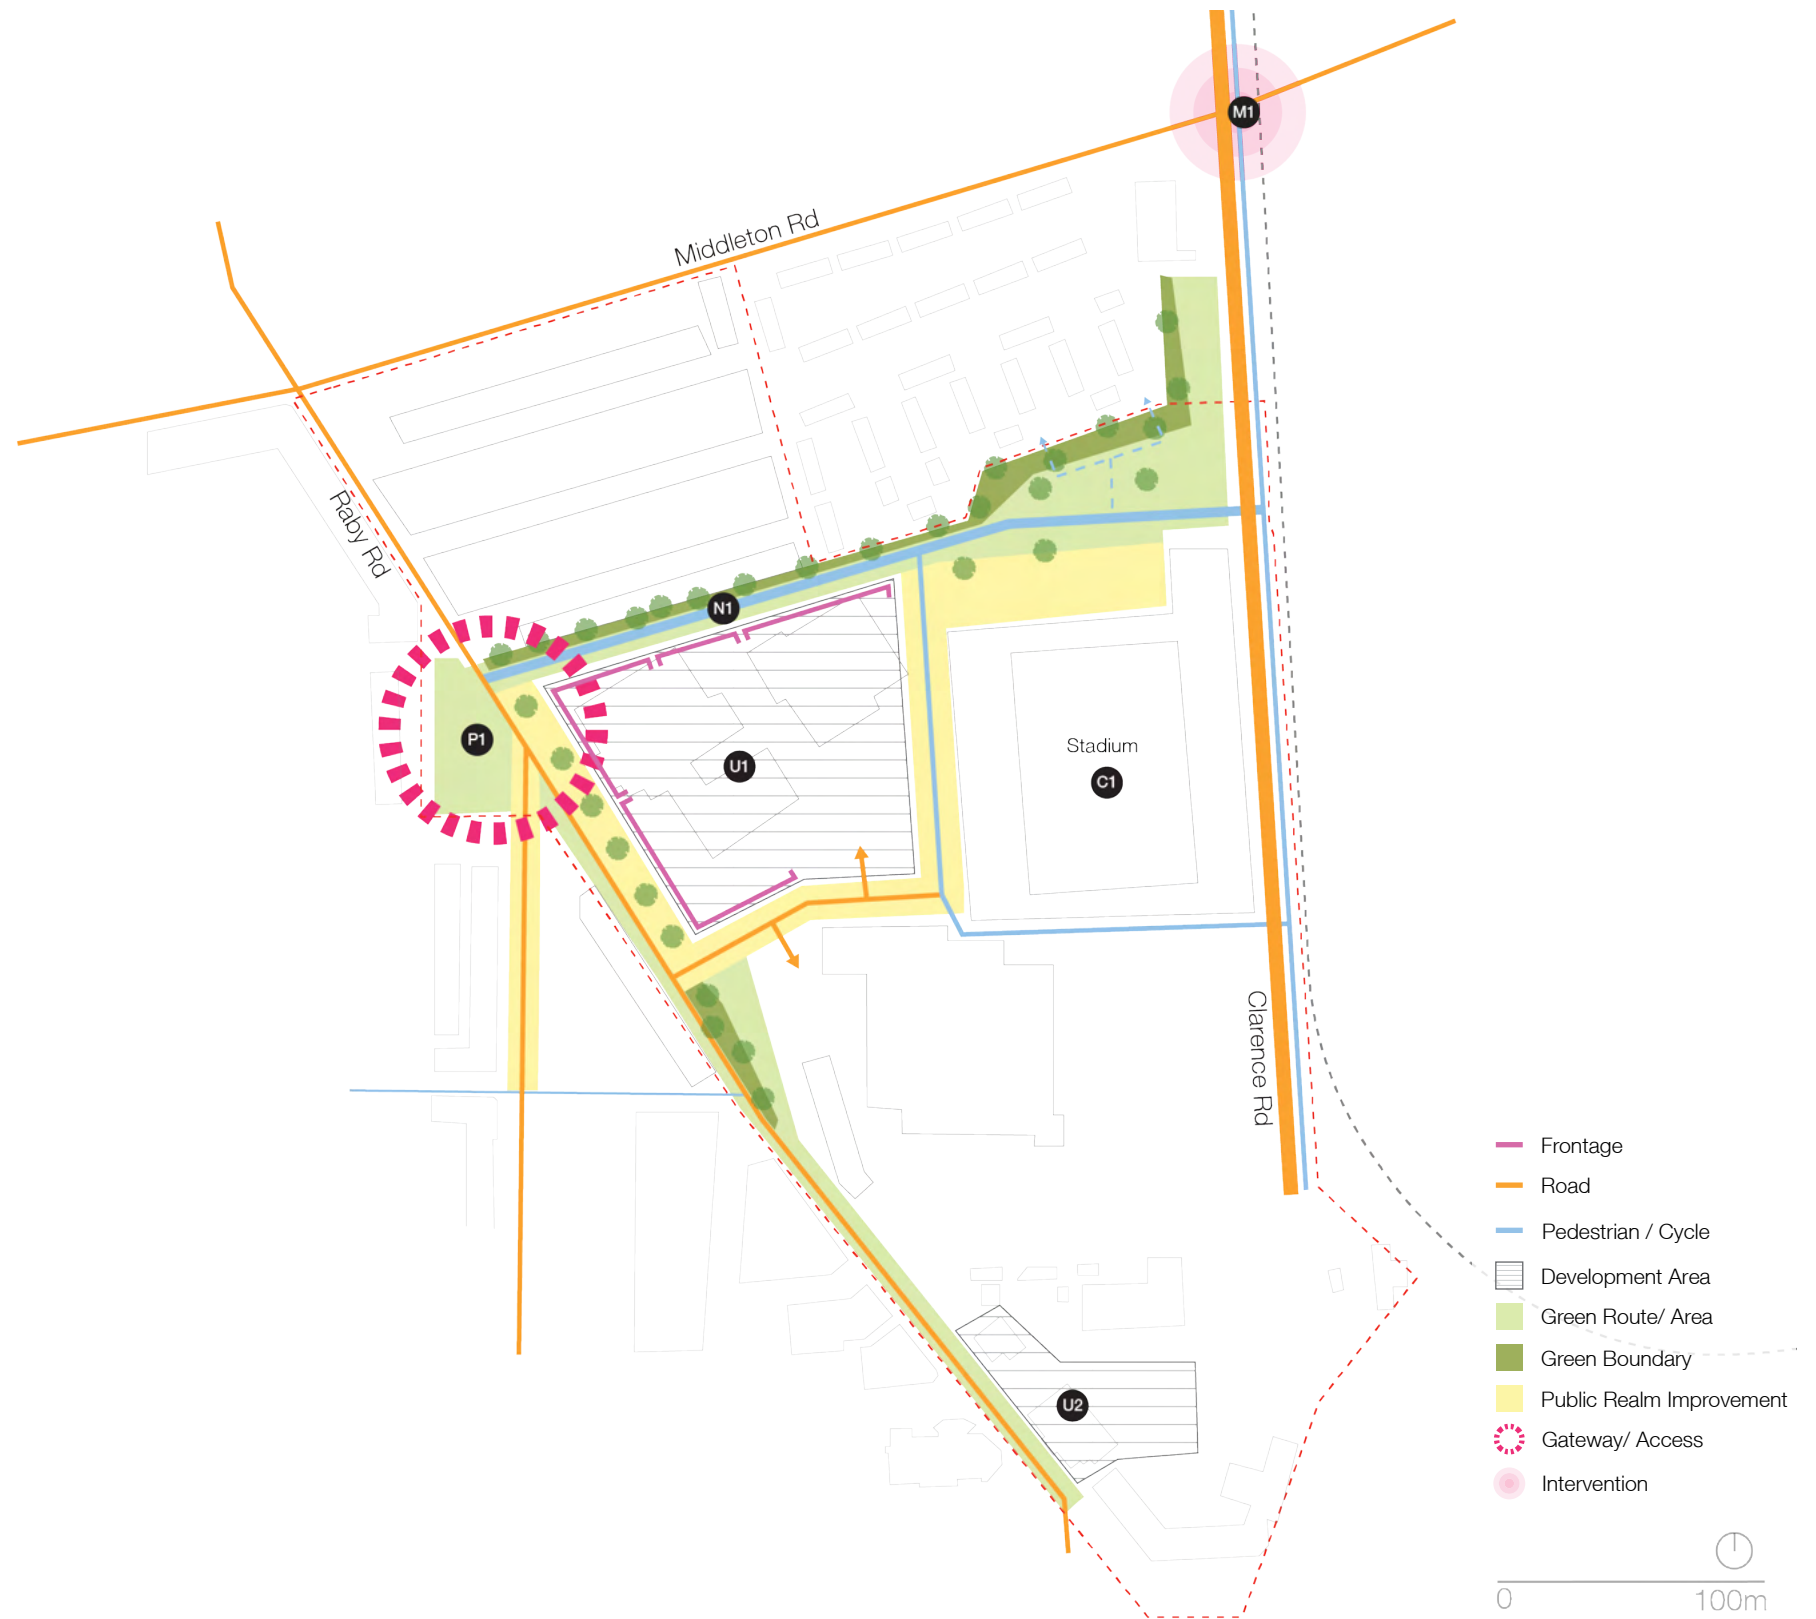 M1
Middleton Rd
Raby Rd
N1
P1
U1
Stadium
C1
Clarence Rd
U2
Frontage
Road
Pedestrian / Cycle
Development Area
Green Route/ Area
Green Boundary
Public Realm Improvement
Gateway/ Access
Intervention
0 100m